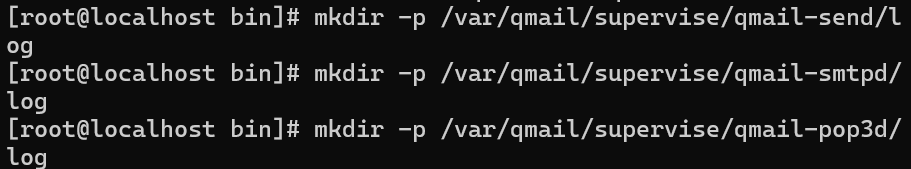 [root@localhost bin]# mkdir -p /var/qmail/supervise/qmail-send/l
og
[root@localhost bin]# mkdir -p /var/qmail/supervise/qmail-smtpd/
log
[root@localhost bin]# mkdir -p /var/qmail/supervise/qmail-pop3d/
log